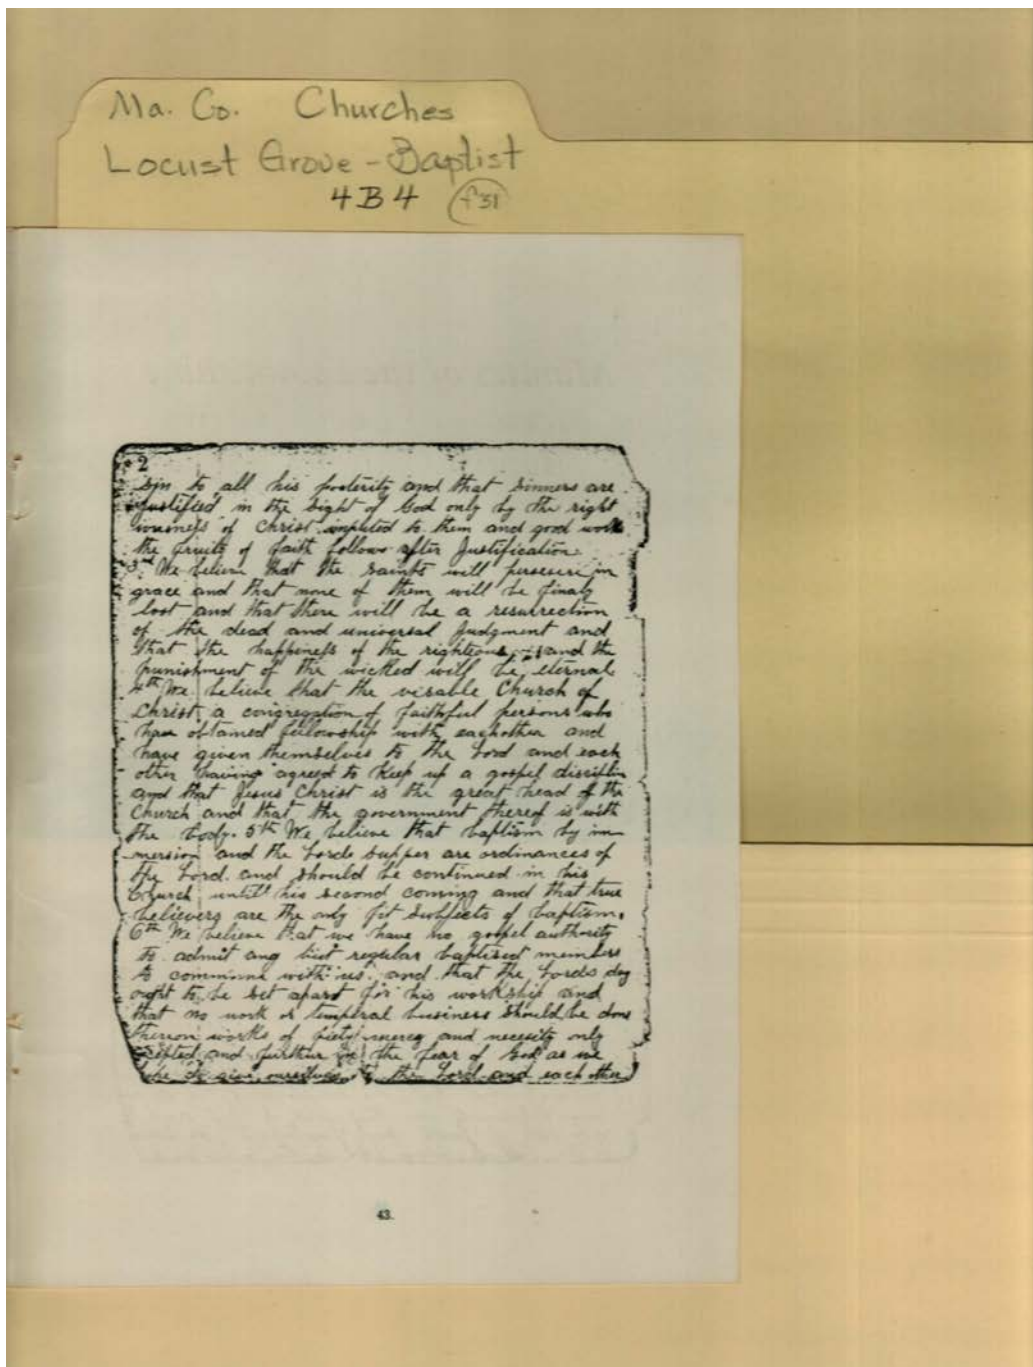 Ma. Co. Churches
Locust Grove - Baptist
4B4 f31
2
sin to all his posterity and that sinners are
justified in the sight of God only by the right
iousness of Christ imputed to them and good works
the fruits of faith follows after Justification
3rd We believe that the saints will persevere in
grace and that none of them will be finaly
lost and that there will be a resurrection
of the dead and universal Judgment and
that the happiness of the righteous and the
punishment of the wicked will be eternal
4th We believe that the visable Church of
Christ a congregation of faithful persons who
have obtained fellowship with eachother and
have given themselves to the Lord and each
other having agreed to Keep up a gospel
and that Jesus Christ is the great head of the
Church and that the government thereof is with
the body. 5th We believe that baptism by im
mersion and the Lords supper are ordinances of
the Lord and should be continued in his
Church until his second coming and that true
believers are the only fit subjects of baptism.
6th We believe that we have no gospel authority
to admit any but regular baptised members
to commune with us and that the Lords day
ought to be set apart for his workship and
that no work or temperal business should be done
thereon works of piety mercy and necesity only
and further in the fear of God as we
give ourselves to the Lord and each other
43.